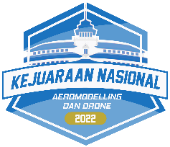 KEJUARAAN NASIONAL
AEROMODELLING
DAN DRONE
2022